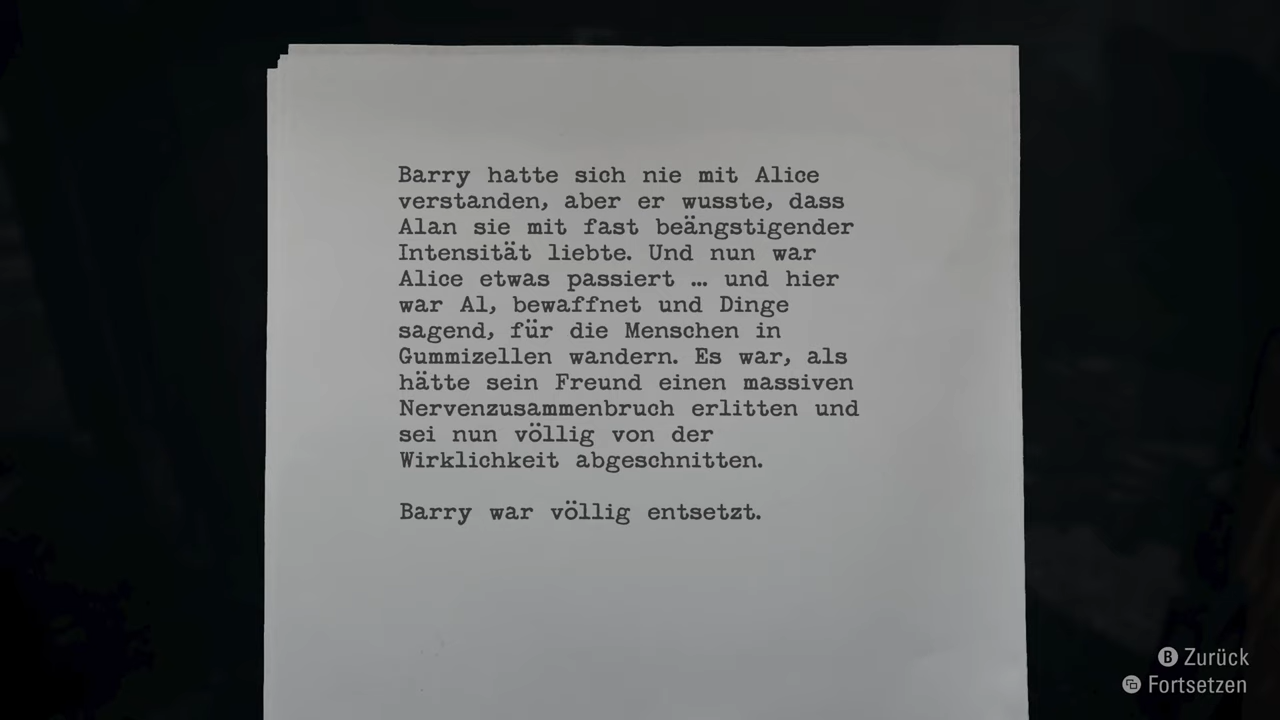 Barry hatte sich nie mit Alice
verstanden, aber er wusste, dass
Alan sie mit fast beängstigender
Intensität liebte. Und nun war
Alice etwas passiert … und hier
war Al, bewaffnet und Dinge
sagend, für die Menschen in
Gummizellen wandern. Es war, als
hätte sein Freund einen massiven
Nervenzusammenbruch erlitten und
sei nun völlig von der
Wirklichkeit abgeschnitten.
Barry war völlig entsetzt.
B Zurück
Fortsetzen